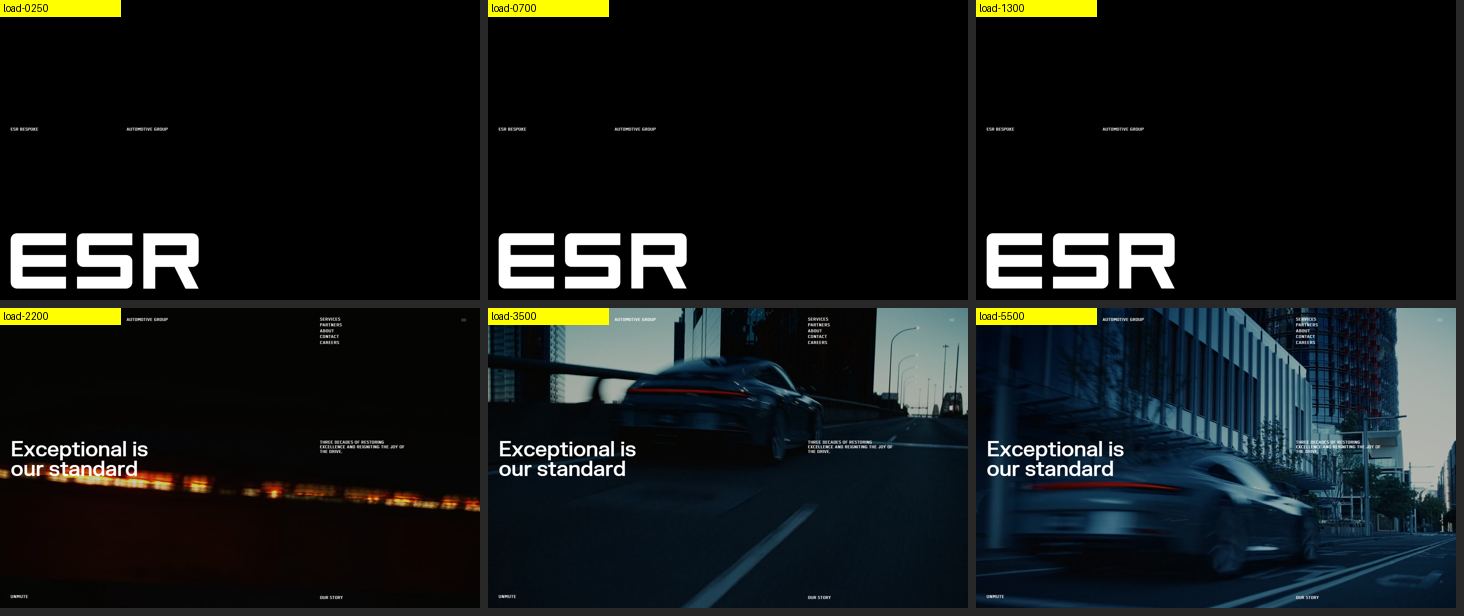 load-0250
ESR BESPOKE
AUTOMOTIVE GROUP
ESR
load-0700
ESR BESPOKE
AUTOMOTIVE GROUP
ESR
load-1300
ESR BESPOKE
AUTOMOTIVE GROUP
ESR
load-2200
AUTOMOTIVE GROUP
SERVICES
PARTNERS
ABOUT
CONTACT
CAREERS
Exceptional is
our standard
THREE DECADES OF RESTORING
EXCELLENCE AND REIGNITING THE JOY OF
THE DRIVE.
UNMUTE
OUR STORY
load-3500
AUTOMOTIVE GROUP
SERVICES
PARTNERS
ABOUT
CONTACT
CAREERS
Exceptional is
our standard
THREE DECADES OF RESTORING
EXCELLENCE AND REIGNITING THE JOY OF
THE DRIVE.
UNMUTE
OUR STORY
load-5500
AUTOMOTIVE GROUP
SERVICES
PARTNERS
ABOUT
CONTACT
CAREERS
Exceptional is
our standard
THREE DECADES OF RESTORING
EXCELLENCE AND REIGNITING THE JOY OF
THE DRIVE.
UNMUTE
OUR STORY